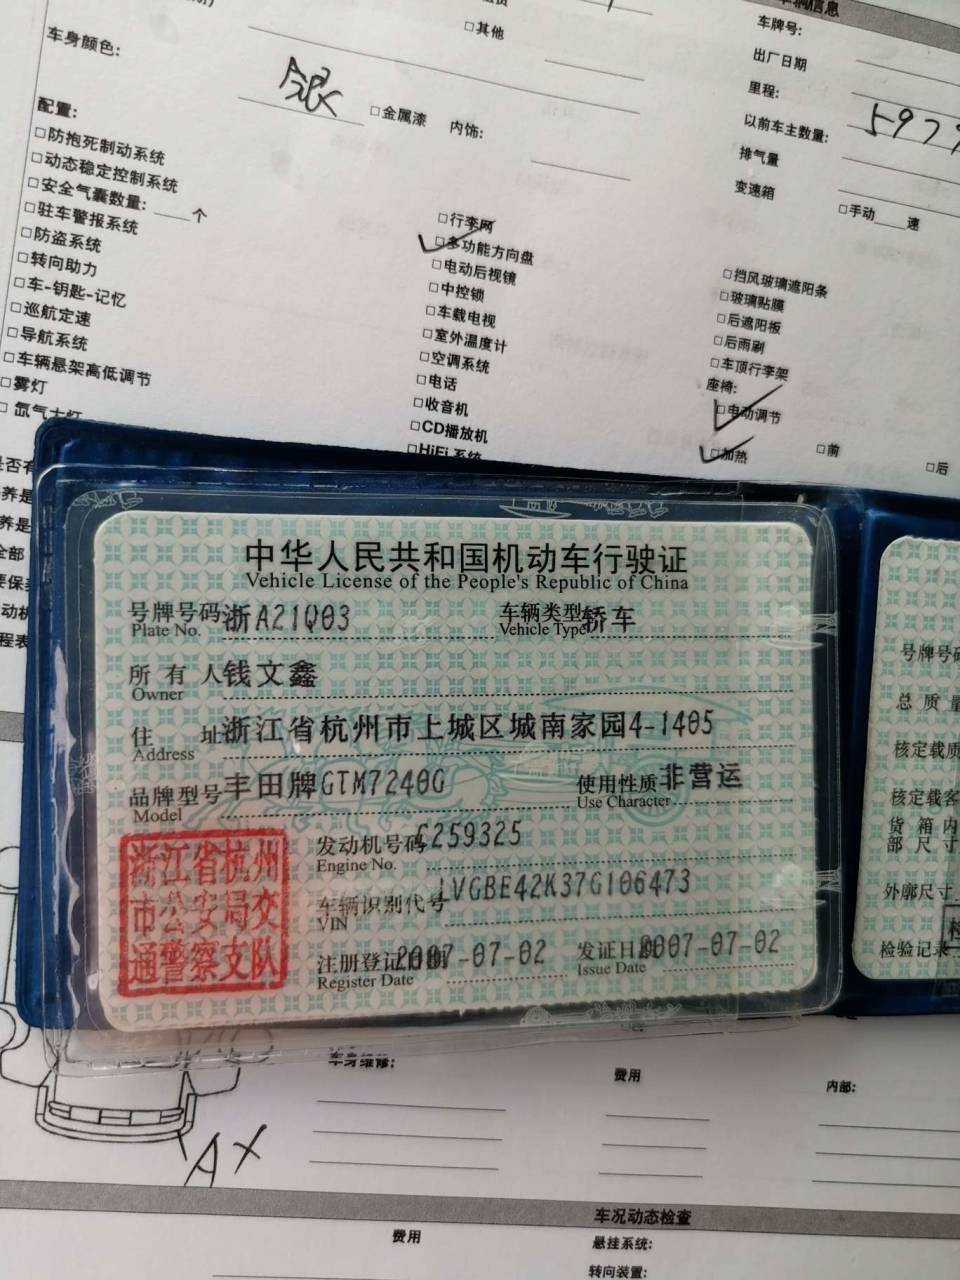 车辆信息
□其他
车牌号:
车身颜色:
银
□金属漆
内饰:
出厂日期
里程:
以前车主数量:
排气量
变速箱
□手动___速
配置:
□防抱死制动系统
□动态稳定控制系统
□安全气囊数量:___个
□驻车警报系统
□防盗系统
□转向助力
□车-钥匙-记忆
□巡航定速
□导航系统
□车辆悬架高低调节
□雾灯
□行李网
□多功能方向盘
□电动后视镜
□中控锁
□车载电视
□室外温度计
□空调系统
□电话
□收音机
□CD播放机
□HiFi系统
□挡风玻璃遮阳条
□玻璃贴膜
□后遮阳板
□后雨刷
□车顶行李架
座椅:
□电动调节
□加热 □前 □后
中华人民共和国机动车行驶证
Vehicle License of the People's Republic of China
号牌号码 浙A21Q03 车辆类型 轿车
Plate No. Vehicle Type
所有人 钱文鑫
Owner
住址 浙江省杭州市上城区城南家园4-1405
Address
品牌型号 丰田牌GTM7240G 使用性质 非营运
Model Use Character
浙江省杭州
市公安局交
通警察支队
发动机号码 C259325
Engine No.
车辆识别代号 LVGBE42K37G106473
VIN
注册登记日期 2007-07-02 发证日期 2007-07-02
Register Date Issue Date
号牌号码
总质量
核定载质
核定载客
货箱内
部尺寸
外廓尺寸
检验记录
车身维修:
费用
内部:
AX
车况动态检查
费用
悬挂系统:
转向装置: